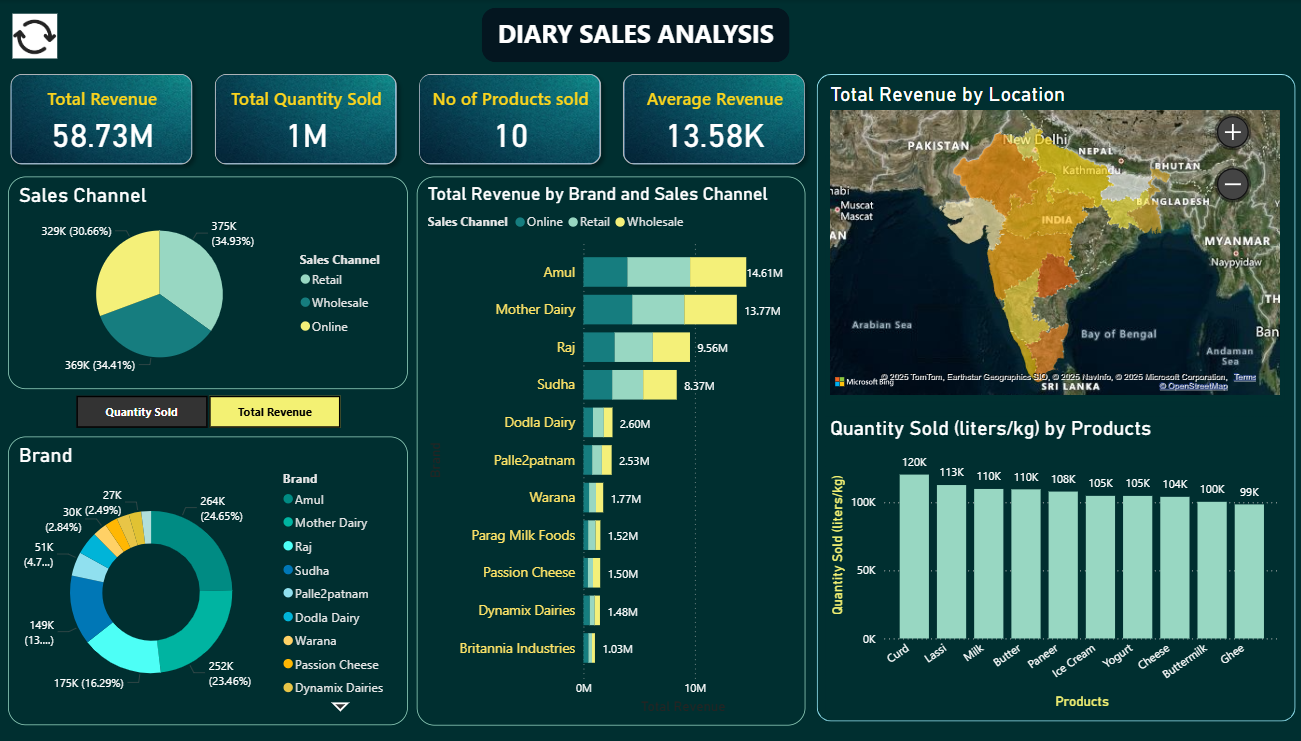 DIARY SALES ANALYSIS
Total Revenue
58.73M
Total Quantity Sold
1M
No of Products sold
10
Average Revenue
13.58K
Sales Channel
329K (30.66%)
375K
(34.93%)
369K (34.41%)
Sales Channel
Retail
Wholesale
Online
Quantity Sold
Total Revenue
Brand
27K
(2.49%)
30K
(2.84%)
51K
(4.7...)
149K
(13....)
175K (16.29%)
264K
(24.65%)
252K
(23.46%)
Brand
Amul
Mother Dairy
Raj
Sudha
Palle2patnam
Dodla Dairy
Warana
Passion Cheese
Dynamix Dairies
Total Revenue by Brand and Sales Channel
Sales Channel Online Retail Wholesale
Amul 14.61M
Mother Dairy 13.77M
Raj 9.56M
Sudha 8.37M
Dodla Dairy 2.60M
Palle2patnam 2.53M
Warana 1.77M
Parag Milk Foods 1.52M
Passion Cheese 1.50M
Dynamix Dairies 1.48M
Britannia Industries 1.03M
0M 10M
Brand
Total Revenue
Total Revenue by Location
PAKISTAN
New Delhi
NEPAL
Kathmandu
BHUTAN
BANGLADESH
INDIA
MYANMAR
Naypyidaw
Muscat
Muscat
Arabian Sea
Bay of Bengal
Andaman
Sea
SRI LANKA
Microsoft Bing
© 2025 TomTom, Earthstar Geographics SIO, © 2025 NavInfo, © 2025 Microsoft Corporation, Terms
© OpenStreetMap
Quantity Sold (liters/kg) by Products
120K 113K 110K 110K 108K 105K 105K 104K 100K 99K
100K
50K
0K
Quantity Sold (liters/kg)
Curd Lassi Milk Butter Paneer Ice Cream Yogurt Cheese Buttermilk Ghee
Products